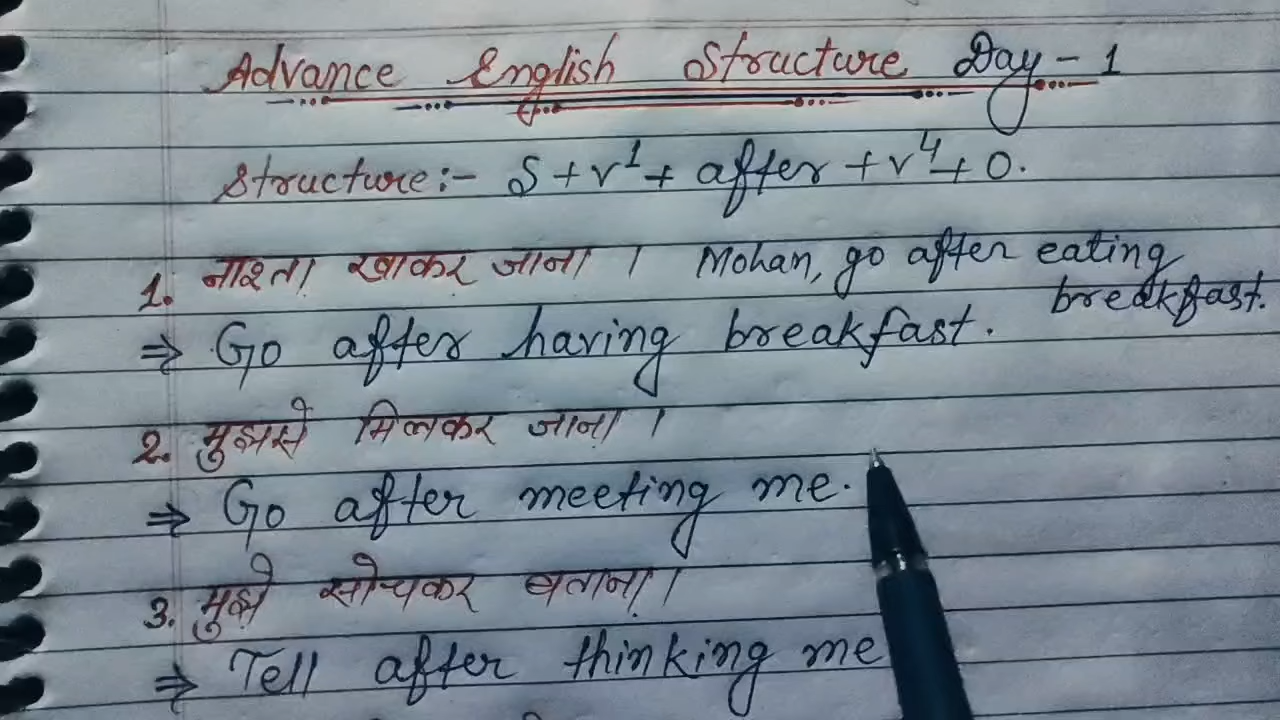 Advance English Structure Day-1
Structure:- S + v¹ + after + v⁴ + O.
1. नाश्ता खाकर जाना । Mohan, go after eating breakfast.
⇒ Go after having breakfast.
2. मुझसे मिलकर जाना ।
⇒ Go after meeting me.
3. मुझे सोचकर बताना ।
⇒ Tell after thinking me